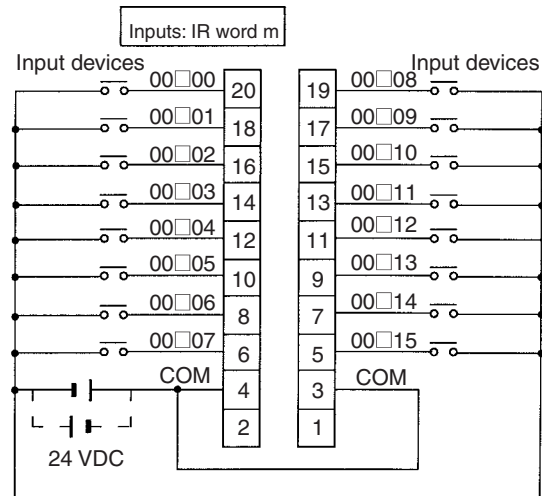 Inputs: IR word m
Input devices Input devices
00□00 20 19 00□08
00□01 18 17 00□09
00□02 16 15 00□10
00□03 14 13 00□11
00□04 12 11 00□12
00□05 10 9 00□13
00□06 8 7 00□14
00□07 6 5 00□15
COM 4 3 COM
2 1
24 VDC